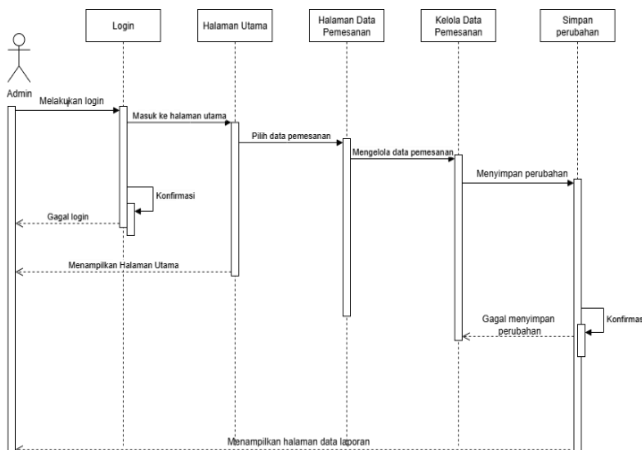 Login
Halaman Utama
Halaman Data
Pemesanan
Kelola Data
Pemesanan
Simpan
perubahan
Admin
Melakujkan login
Masuk ke halaman utama
Pilih data pemesanan
Mengelola data pemesanan
Menyimpan perubahan
Konfirmasi
Gagal login
Menampilkan Halaman Utama
Gagal menyimpan
perubahan
Konfirmasi
Menampilkan halaman data laporan